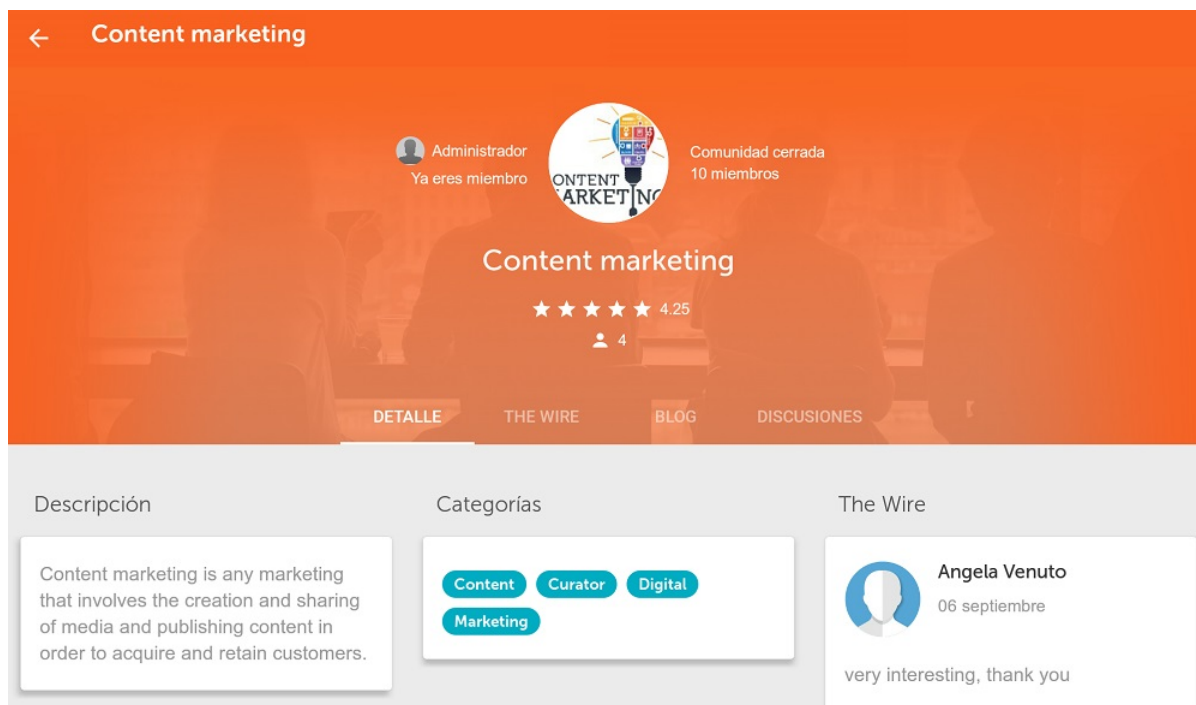 Content marketing
Administrador
Ya eres miembro
ONTENT
ARKETING
Comunidad cerrada
10 miembros
Content marketing
4.25
4
DETALLE
THE WIRE
BLOG
DISCUSIONES
Descripción
Content marketing is any marketing
that involves the creation and sharing
of media and publishing content in
order to acquire and retain customers.
Categorías
Content
Curator
Digital
Marketing
The Wire
Angela Venuto
06 septiembre
very interesting, thank you